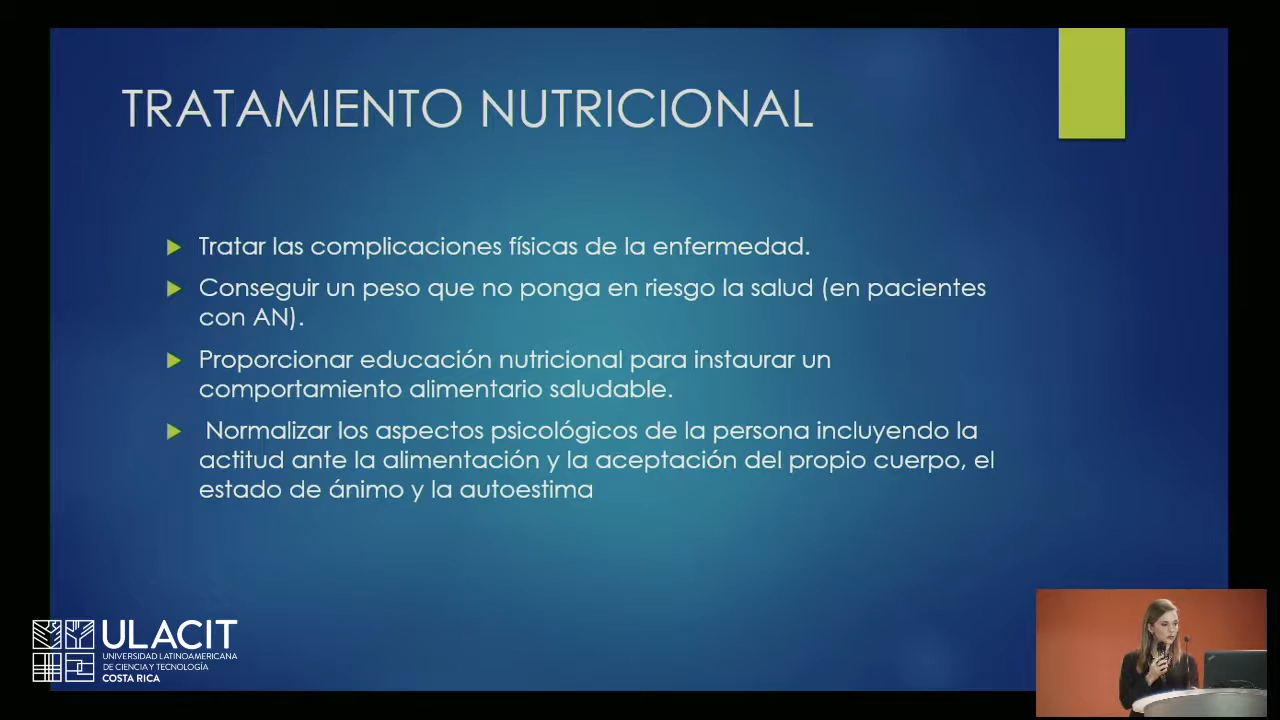 TRATAMIENTO NUTRICIONAL
Tratar las complicaciones físicas de la enfermedad.
Conseguir un peso que no ponga en riesgo la salud (en pacientes
con AN).
Proporcionar educación nutricional para instaurar un
comportamiento alimentario saludable.
Normalizar los aspectos psicológicos de la persona incluyendo la
actitud ante la alimentación y la aceptación del propio cuerpo, el
estado de ánimo y la autoestima
ULACIT
UNIVERSIDAD LATINOAMERICANA
DE CIENCIA Y TECNOLOGÍA
COSTA RICA